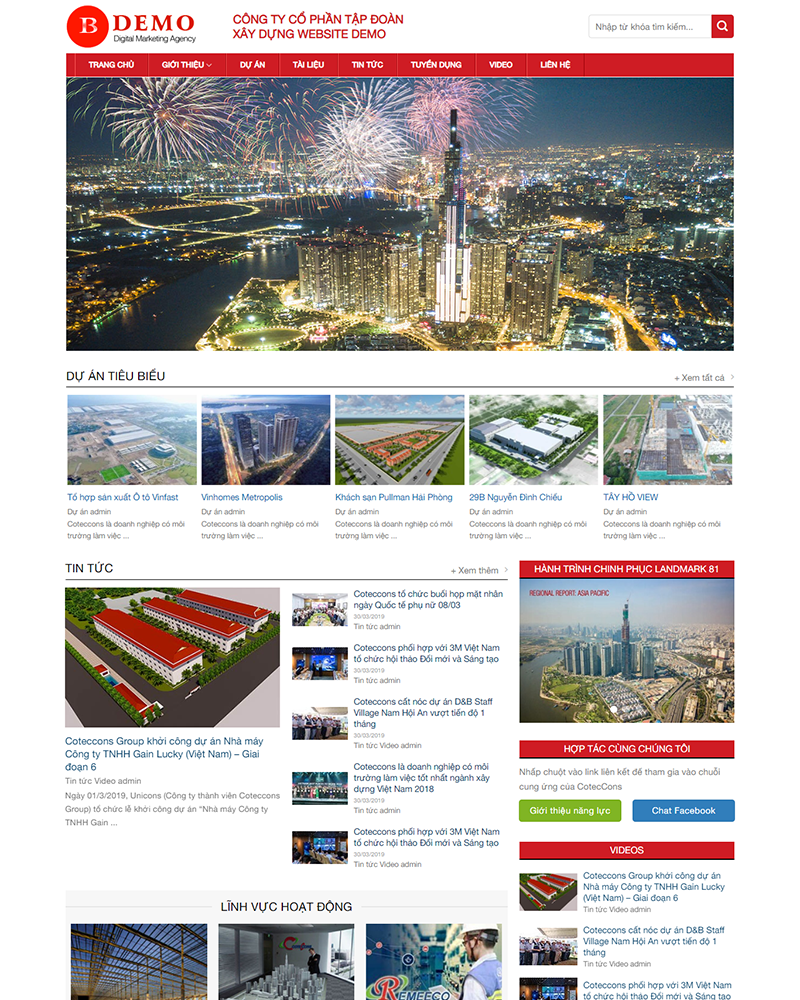 B DEMO
Digital Marketing Agency
CÔNG TY CỔ PHẦN TẬP ĐOÀN
XÂY DỰNG WEBSITE DEMO
Nhập từ khóa tìm kiếm...
TRANG CHỦ GIỚI THIỆU DỰ ÁN TÀI LIỆU TIN TỨC TUYỂN DỤNG VIDEO LIÊN HỆ
DỰ ÁN TIÊU BIỂU
+ Xem tất cả
Tổ hợp sản xuất Ô tô Vinfast
Dự án admin
Coteccons là doanh nghiệp có môi
trường làm việc ...
Vinhomes Metropolis
Dự án admin
Coteccons là doanh nghiệp có môi
trường làm việc ...
Khách sạn Pullman Hải Phòng
Dự án admin
Coteccons là doanh nghiệp có môi
trường làm việc ...
29B Nguyễn Đình Chiểu
Dự án admin
Coteccons là doanh nghiệp có môi
trường làm việc ...
TÂY HỒ VIEW
Dự án admin
Coteccons là doanh nghiệp có môi
trường làm việc ...
TIN TỨC
+ Xem thêm
Coteccons Group khởi công dự án Nhà máy
Công ty TNHH Gain Lucky (Việt Nam) – Giai
đoạn 6
Tin tức Video admin
Ngày 01/3/2019, Unicons (Công ty thành viên Coteccons
Group) tổ chức lễ khởi công dự án “Nhà máy Công ty
TNHH Gain ...
Coteccons tổ chức buổi họp mặt nhân
ngày Quốc tế phụ nữ 08/03
30/03/2019
Tin tức admin
Coteccons phối hợp với 3M Việt Nam
tổ chức hội thảo Đổi mới và Sáng tạo
30/03/2019
Tin tức admin
Coteccons cất nóc dự án D&B Staff
Village Nam Hội An vượt tiến độ 1
tháng
30/03/2019
Tin tức Video admin
Coteccons là doanh nghiệp có môi
trường làm việc tốt nhất ngành xây
dựng Việt Nam 2018
30/03/2019
Tin tức admin
Coteccons phối hợp với 3M Việt Nam
tổ chức hội thảo Đổi mới và Sáng tạo
30/03/2019
Tin tức Video admin
HÀNH TRÌNH CHINH PHỤC LANDMARK 81
REGIONAL REPORT: ASIA PACIFIC
HỢP TÁC CÙNG CHÚNG TÔI
Nhấp chuột vào link liên kết để tham gia vào chuỗi
cung ứng của CotecCons
Giới thiệu năng lực
Chat Facebook
VIDEOS
Coteccons Group khởi công dự án
Nhà máy Công ty TNHH Gain Lucky
(Việt Nam) – Giai đoạn 6
Tin tức Video admin
Coteccons cất nóc dự án D&B Staff
Village Nam Hội An vượt tiến độ 1
tháng
Tin tức Video admin
Coteccons phối hợp với 3M Việt Nam
tổ chức hội thảo Đổi mới và Sáng tạo
LĨNH VỰC HOẠT ĐỘNG
REMEECO